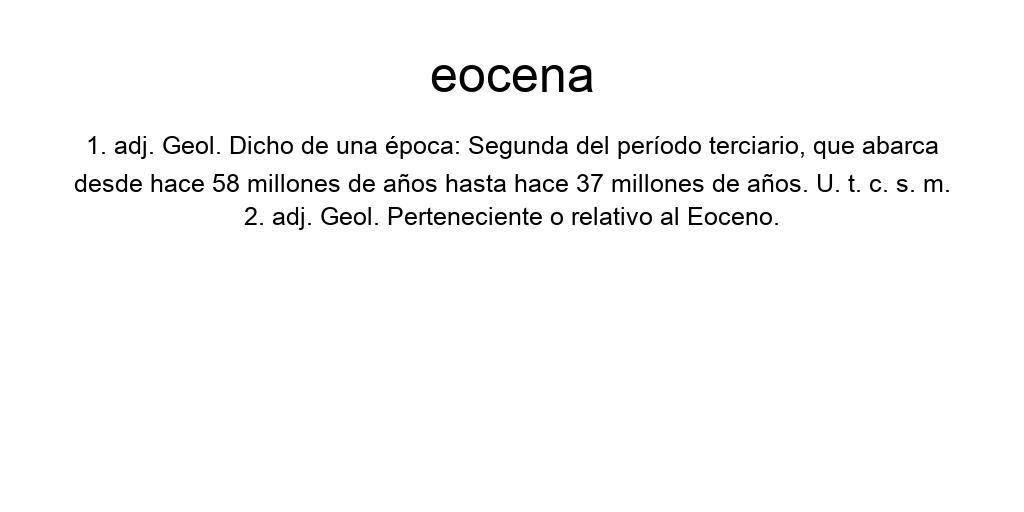 eocena
1. adj. Geol. Dicho de una época: Segunda del período terciario, que abarca
desde hace 58 millones de años hasta hace 37 millones de años. U. t. c. s. m.
2. adj. Geol. Perteneciente o relativo al Eoceno.